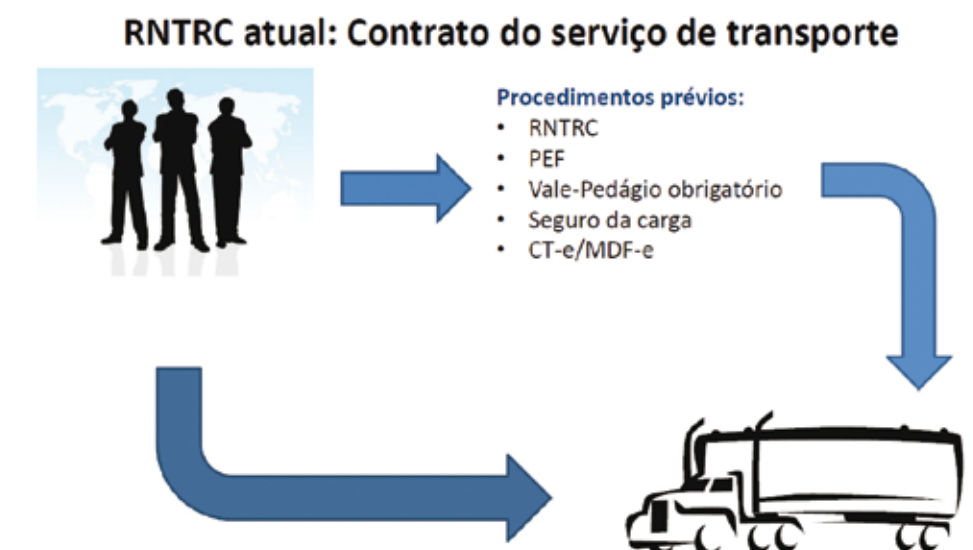 RNTRC atual: Contrato do serviço de transporte
Procedimentos prévios:
• RNTRC
• PEF
• Vale-Pedágio obrigatório
• Seguro da carga
• CT-e/MDF-e